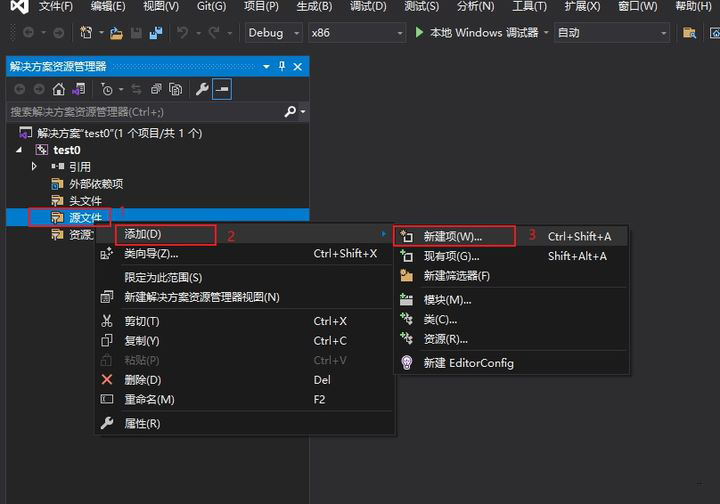 文件(F) 编辑(E) 视图(V) Git(G) 项目(P) 生成(B) 调试(D) 测试(S) 分析(N) 工具(T) 扩展(X) 窗口(W) 帮助(H)
Debug x86 本地 Windows 调试器 自动
解决方案资源管理器
搜索解决方案资源管理器(Ctrl+;)
解决方案"test0"(1 个项目/共 1 个)
test0
引用
外部依赖项
头文件
源文件 1
资源
添加(D) 2
类向导(Z)... Ctrl+Shift+X
限定为此范围(S)
新建解决方案资源管理器视图(N)
剪切(T) Ctrl+X
复制(Y) Ctrl+C
粘贴(P) Ctrl+V
删除(D) Del
重命名(M) F2
属性(R)
新建项(W)... 3 Ctrl+Shift+A
现有项(G)... Shift+Alt+A
新建筛选器(F)
模块(M)...
类(C)...
资源(R)...
新建 EditorConfig